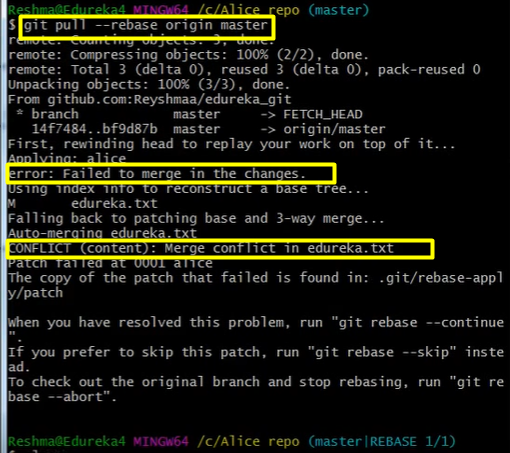 Reshma@Edureka4 MINGW64 /c/Alice repo (master)
$ git pull --rebase origin master
remote: Counting objects: 3, done.
remote: Compressing objects: 100% (2/2), done.
remote: Total 3 (delta 0), reused 3 (delta 0), pack-reused 0
Unpacking objects: 100% (3/3), done.
From github.com:Reyshmaa/edureka_git
* branch master -> FETCH_HEAD
14f7484..bf9d87b master -> origin/master
First, rewinding head to replay your work on top of it...
Applying: alice
error: Failed to merge in the changes.
Using index info to reconstruct a base tree...
M edureka.txt
Falling back to patching base and 3-way merge...
Auto-merging edureka.txt
CONFLICT (content): Merge conflict in edureka.txt
Patch failed at 0001 alice
The copy of the patch that failed is found in: .git/rebase-appl
y/patch
When you have resolved this problem, run "git rebase --continue
".
If you prefer to skip this patch, run "git rebase --skip" inste
ad.
To check out the original branch and stop rebasing, run "git re
base --abort".
Reshma@Edureka4 MINGW64 /c/Alice repo (master|REBASE 1/1)